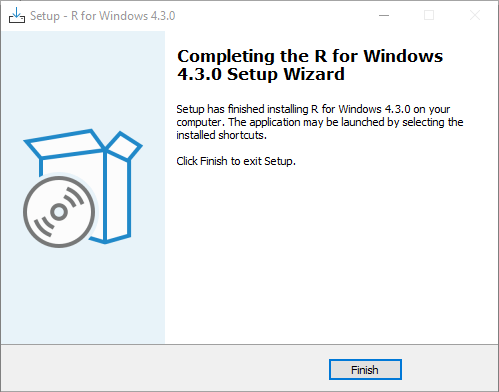 Setup - R for Windows 4.3.0
Completing the R for Windows
4.3.0 Setup Wizard
Setup has finished installing R for Windows 4.3.0 on your
computer. The application may be launched by selecting the
installed shortcuts.
Click Finish to exit Setup.
Finish